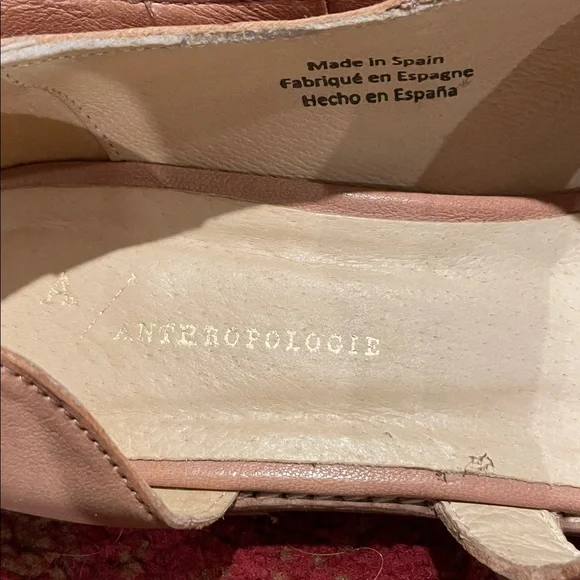 Made in Spain
Fabriqué en Espagne
Hecho en España
A /
ANTHROPOLOGIE